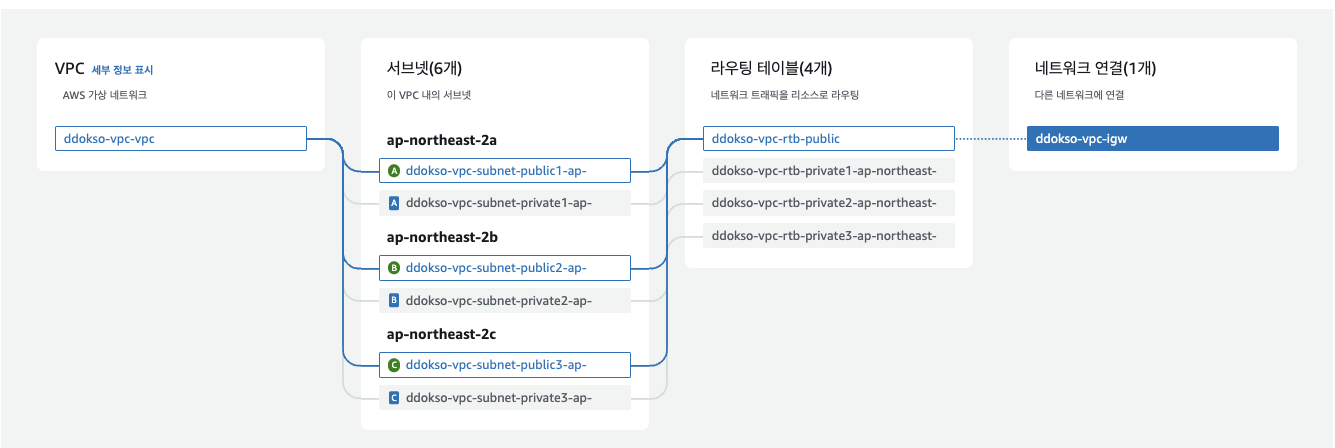 VPC 세부 정보 표시
AWS 가상 네트워크
ddokso-vpc-vpc
서브넷(6개)
이 VPC 내의 서브넷
ap-northeast-2a
A ddokso-vpc-subnet-public1-ap-
A ddokso-vpc-subnet-private1-ap-
ap-northeast-2b
B ddokso-vpc-subnet-public2-ap-
B ddokso-vpc-subnet-private2-ap-
ap-northeast-2c
C ddokso-vpc-subnet-public3-ap-
C ddokso-vpc-subnet-private3-ap-
라우팅 테이블(4개)
네트워크 트래픽을 리소스로 라우팅
ddokso-vpc-rtb-public
ddokso-vpc-rtb-private1-ap-northeast-
ddokso-vpc-rtb-private2-ap-northeast-
ddokso-vpc-rtb-private3-ap-northeast-
네트워크 연결(1개)
다른 네트워크에 연결
ddokso-vpc-igw